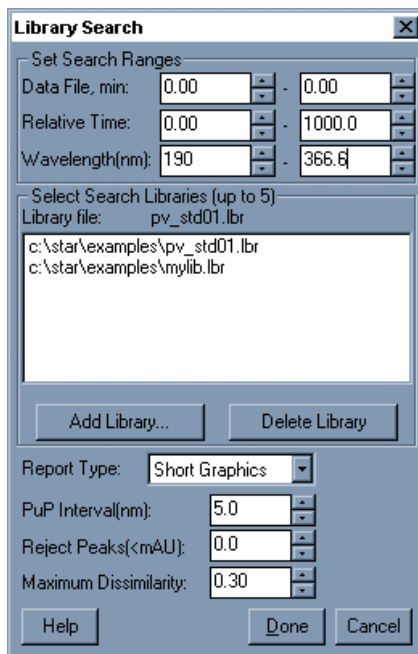 Library Search
Set Search Ranges
Data File, min: 0.00 - 0.00
Relative Time: 0.00 - 1000.0
Wavelength(nm): 190 - 366.6
Select Search Libraries (up to 5)
Library file: pv_std01.lbr
c:\star\examples\pv_std01.lbr
c:\star\examples\mylib.lbr
Add Library... Delete Library
Report Type: Short Graphics
PuP Interval(nm): 5.0
Reject Peaks(<mAU): 0.0
Maximum Dissimilarity: 0.30
Help Done Cancel